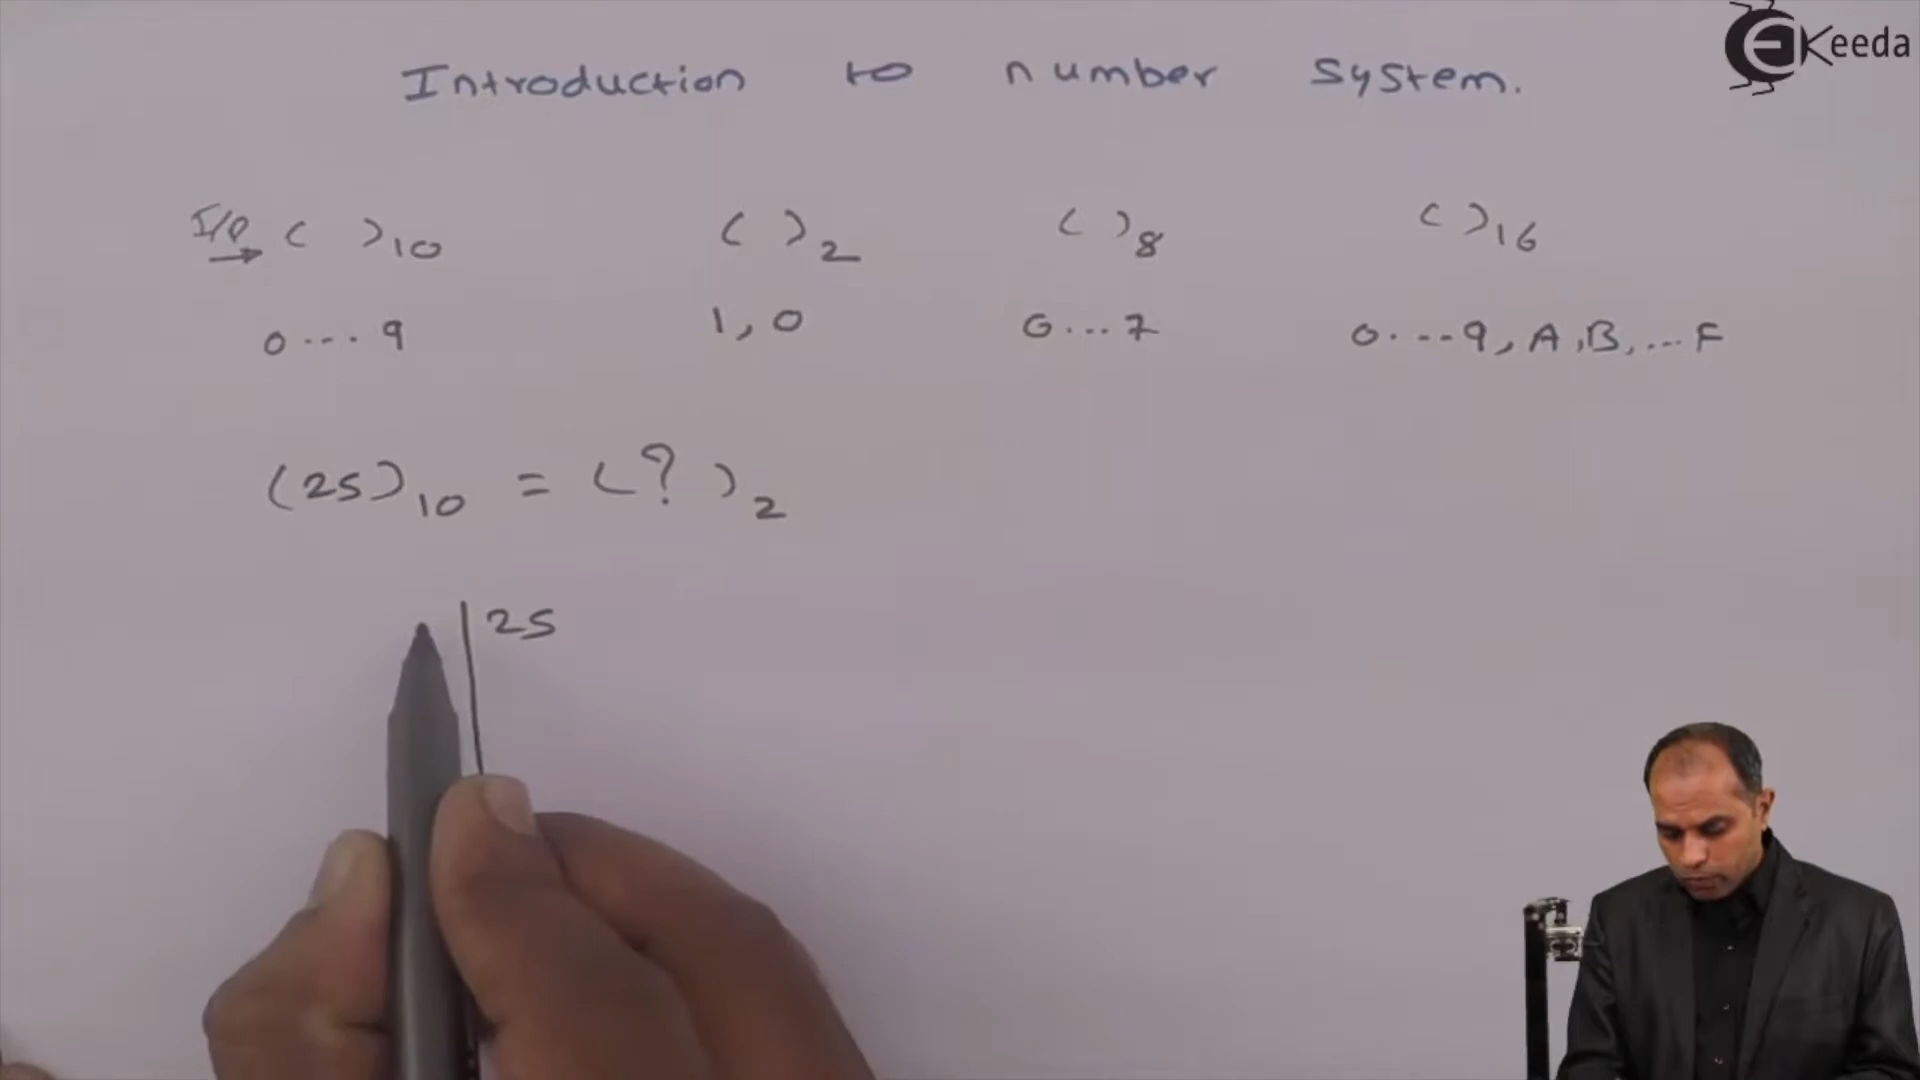 EKeeda
Introduction to number system.
I/P ( )10 ( )2 ( )8 ( )16
0...9 1,0 0...7 0...9,A,B,...F
(25)10 = (?)2
25